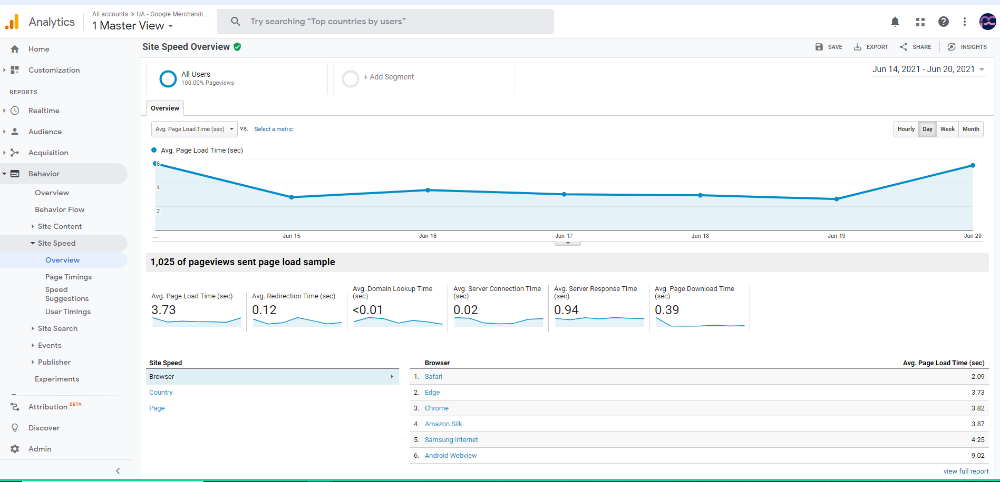 Analytics
All accounts > UA - Google Merchandi...
1 Master View
Try searching “Top countries by users”
Home
Customization
REPORTS
Realtime
Audience
Acquisition
Behavior
Overview
Behavior Flow
Site Content
Site Speed
Overview
Page Timings
Speed
Suggestions
User Timings
Site Search
Events
Publisher
Experiments
Attribution BETA
Discover
Admin
Site Speed Overview
SAVE
EXPORT
SHARE
INSIGHTS
All Users
100.00% Pageviews
+ Add Segment
Jun 14, 2021 - Jun 20, 2021
Overview
Avg. Page Load Time (sec)
VS.
Select a metric
Hourly
Day
Week
Month
Avg. Page Load Time (sec)
6
4
2
...
Jun 15
Jun 16
Jun 17
Jun 18
Jun 19
Jun 20
1,025 of pageviews sent page load sample
Avg. Page Load Time (sec)
3.73
Avg. Redirection Time (sec)
0.12
Avg. Domain Lookup Time
(sec)
<0.01
Avg. Server Connection Time
(sec)
0.02
Avg. Server Response Time
(sec)
0.94
Avg. Page Download Time
(sec)
0.39
Site Speed
Browser
Country
Page
Browser Avg. Page Load Time (sec)
1. Safari 2.09
2. Edge 3.73
3. Chrome 3.82
4. Amazon Silk 3.87
5. Samsung Internet 4.25
6. Android Webview 9.02
view full report